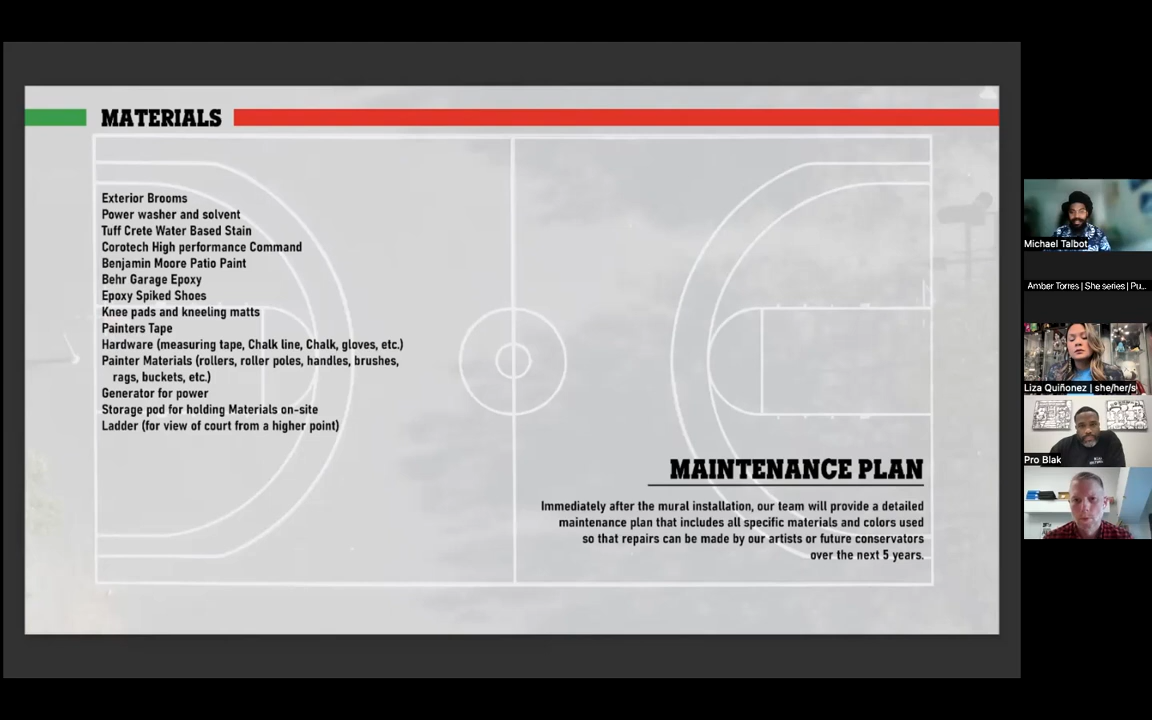 MATERIALS
Exterior Brooms
Power washer and solvent
Tuff Crete Water Based Stain
Corotech High performance Command
Benjamin Moore Patio Paint
Behr Garage Epoxy
Epoxy Spiked Shoes
Knee pads and kneeling matts
Painters Tape
Hardware (measuring tape, Chalk line, Chalk, gloves, etc.)
Painter Materials (rollers, roller poles, handles, brushes,
rags, buckets, etc.)
Generator for power
Storage pod for holding Materials on-site
Ladder (for view of court from a higher point)
MAINTENANCE PLAN
Immediately after the mural installation, our team will provide a detailed
maintenance plan that includes all specific materials and colors used
so that repairs can be made by our artists or future conservators
over the next 5 years.
Michael Talbot
Amber Torres | She series | Pu...
Liza Quiñonez | she/her/s
Pro Blak